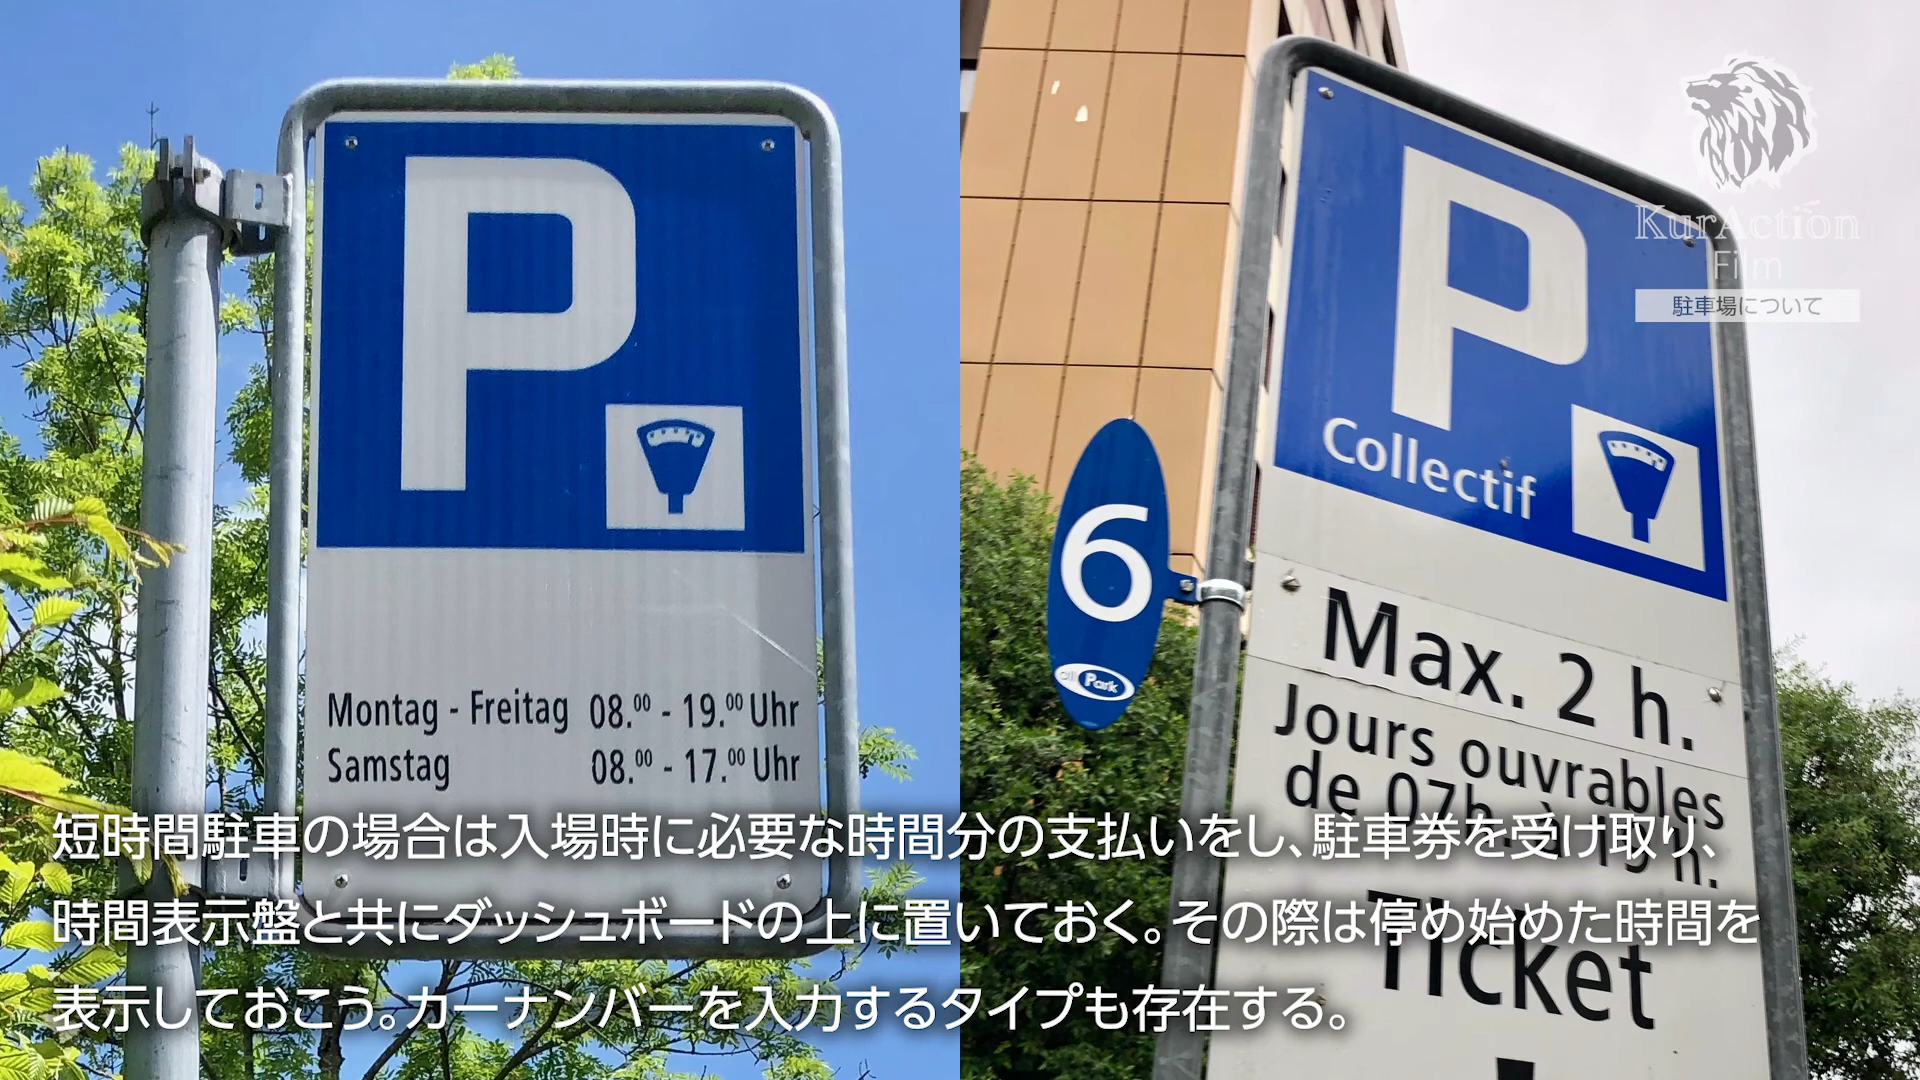 P
Montag - Freitag 08.00 - 19.00 Uhr
Samstag 08.00 - 17.00 Uhr
P
Collectif
6
all Park
Max. 2 h.
Jours ouvrables
de 07h. à 19 h.
Ticket
KurAction
Film
駐車場について
短時間駐車の場合は入場時に必要な時間分の支払いをし、駐車券を受け取り、
時間表示盤と共にダッシュボードの上に置いておく。その際は停め始めた時間を
表示しておこう。カーナンバーを入力するタイプも存在する。